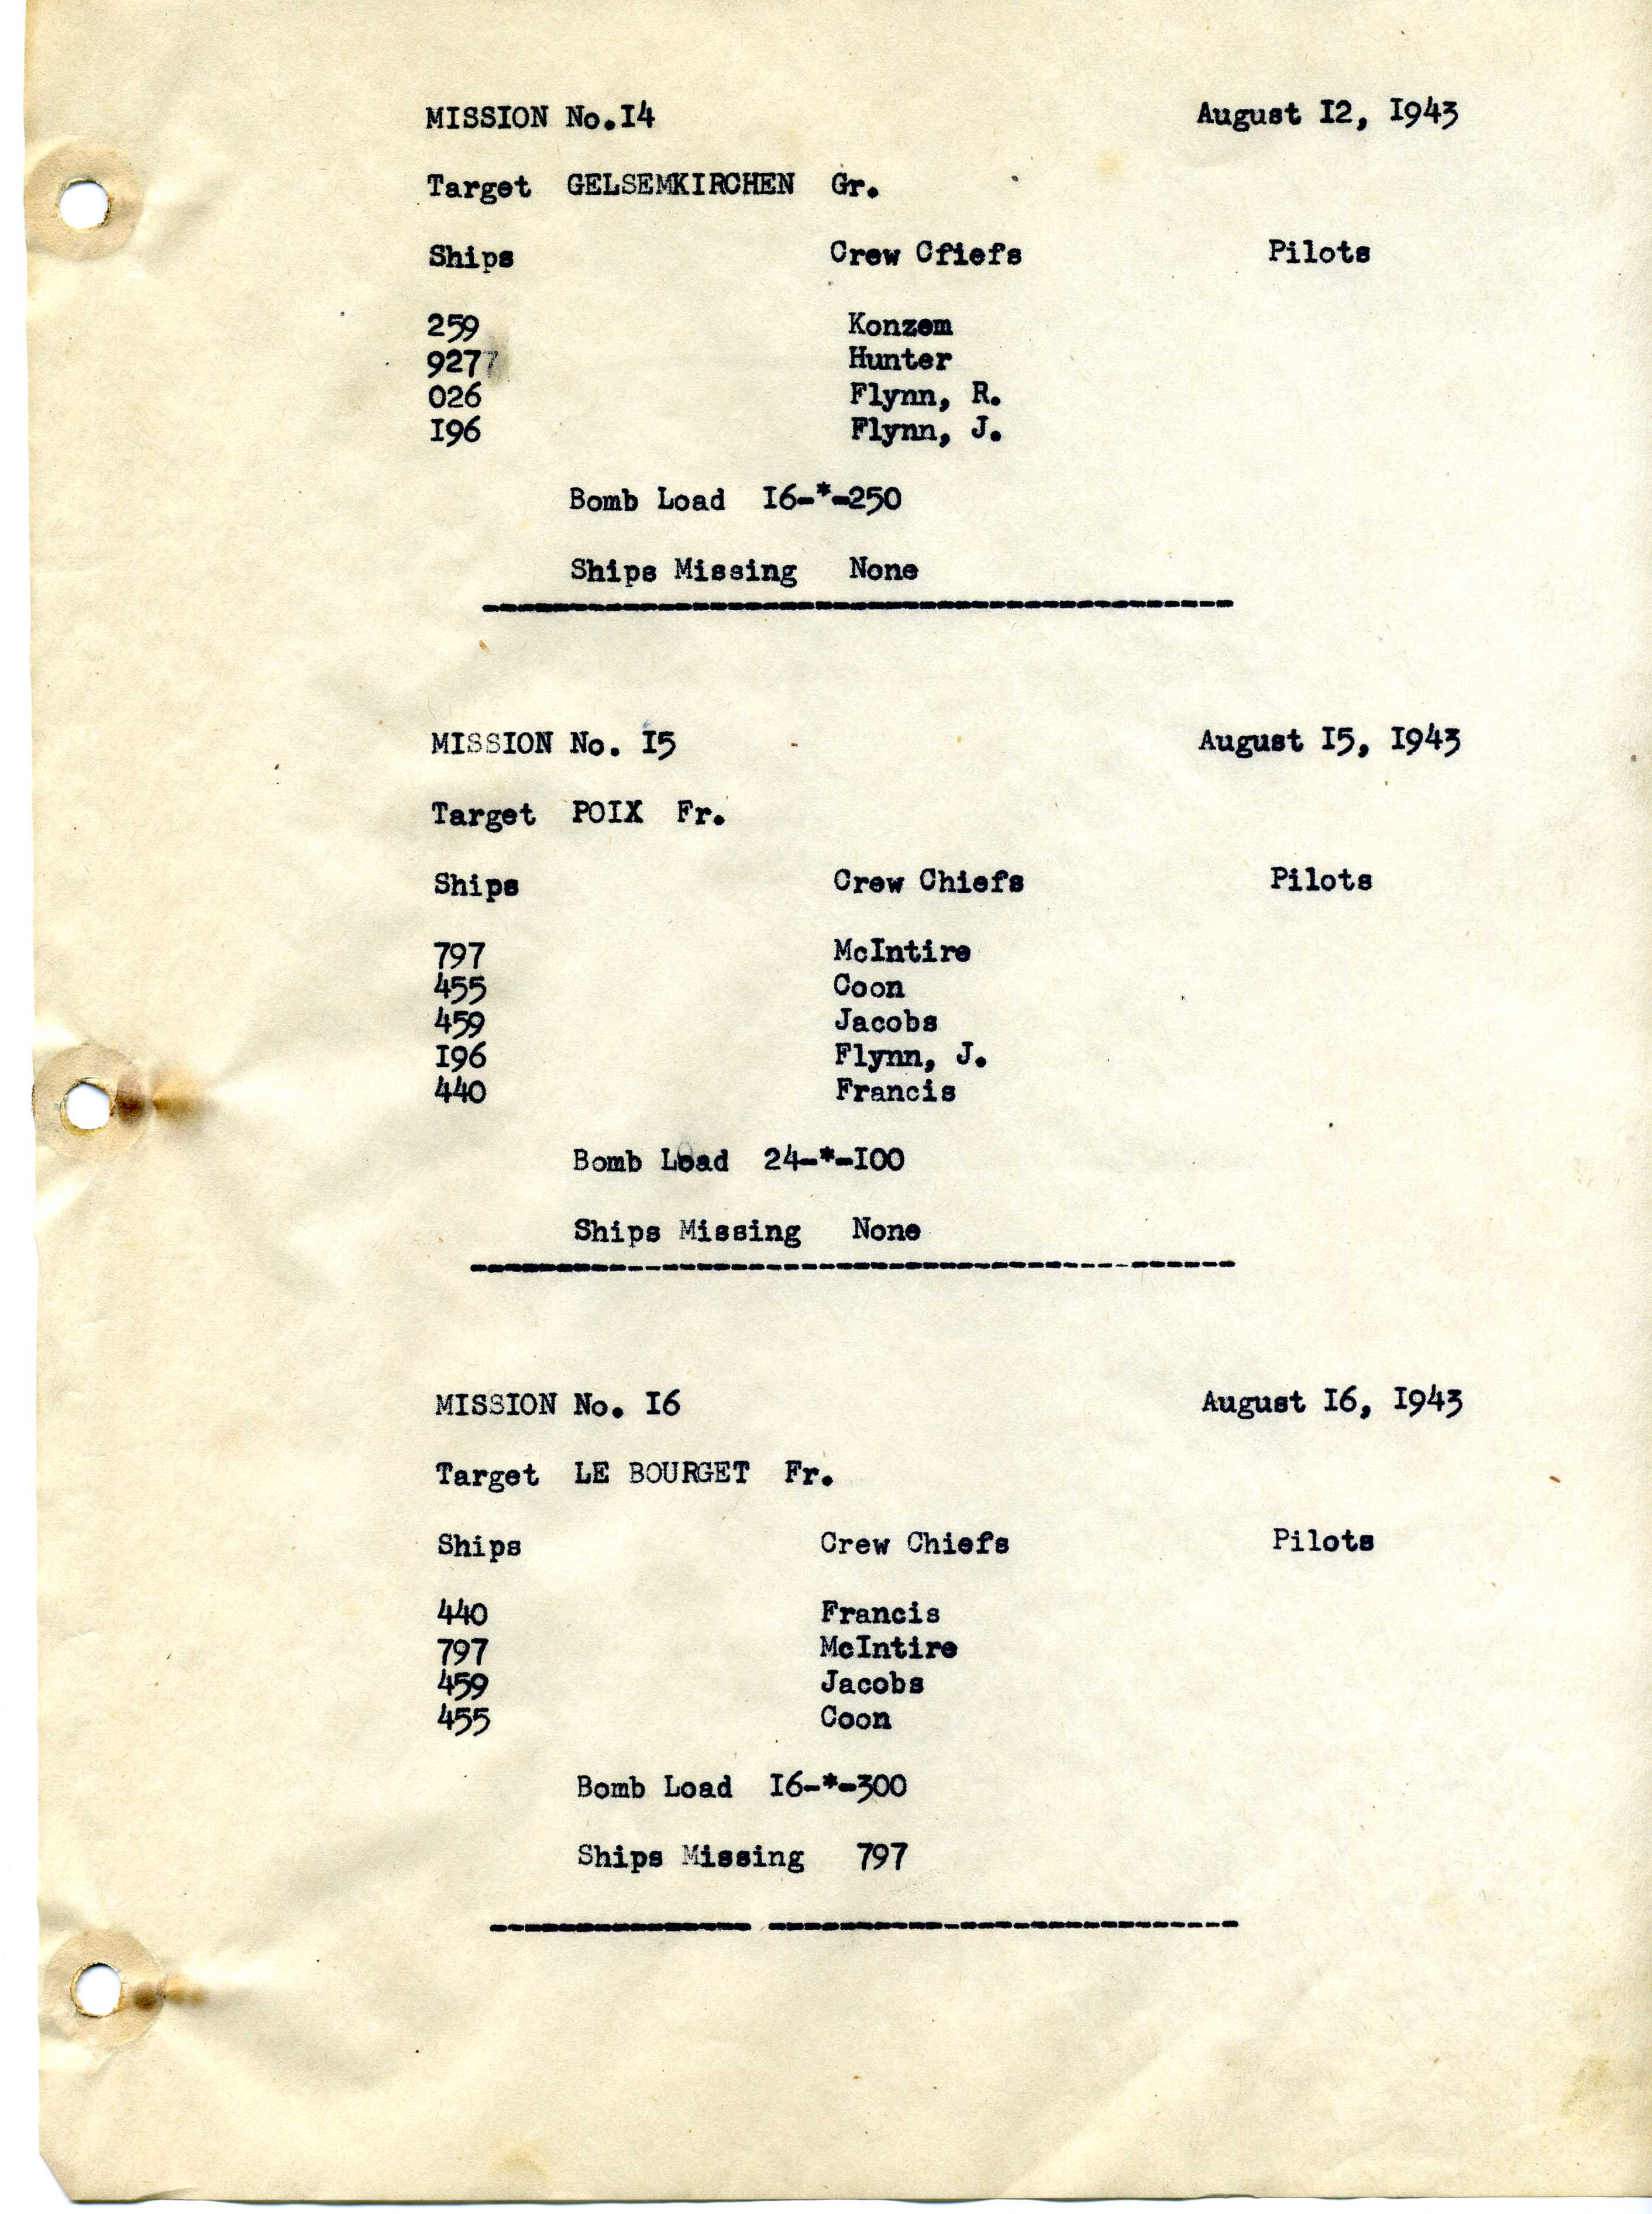 MISSION No.I4 August I2, I943
Target GELSEMKIRCHEN Gr.
Ships Crew Cfiefs Pilots
259 Konzem
927 Hunter
026 Flynn, R.
I96 Flynn, J.
Bomb Load I6-*-250
Ships Missing None
MISSION No. I5 August I5, I943
Target POIX Fr.
Ships Crew Chiefs Pilots
797 McIntire
455 Coon
459 Jacobs
I96 Flynn, J.
440 Francis
Bomb Load 24-*-I00
Ships Missing None
MISSION No. I6 August I6, I943
Target LE BOURGET Fr.
Ships Crew Chiefs Pilots
440 Francis
797 McIntire
459 Jacobs
455 Coon
Bomb Load I6-*-300
Ships Missing 797